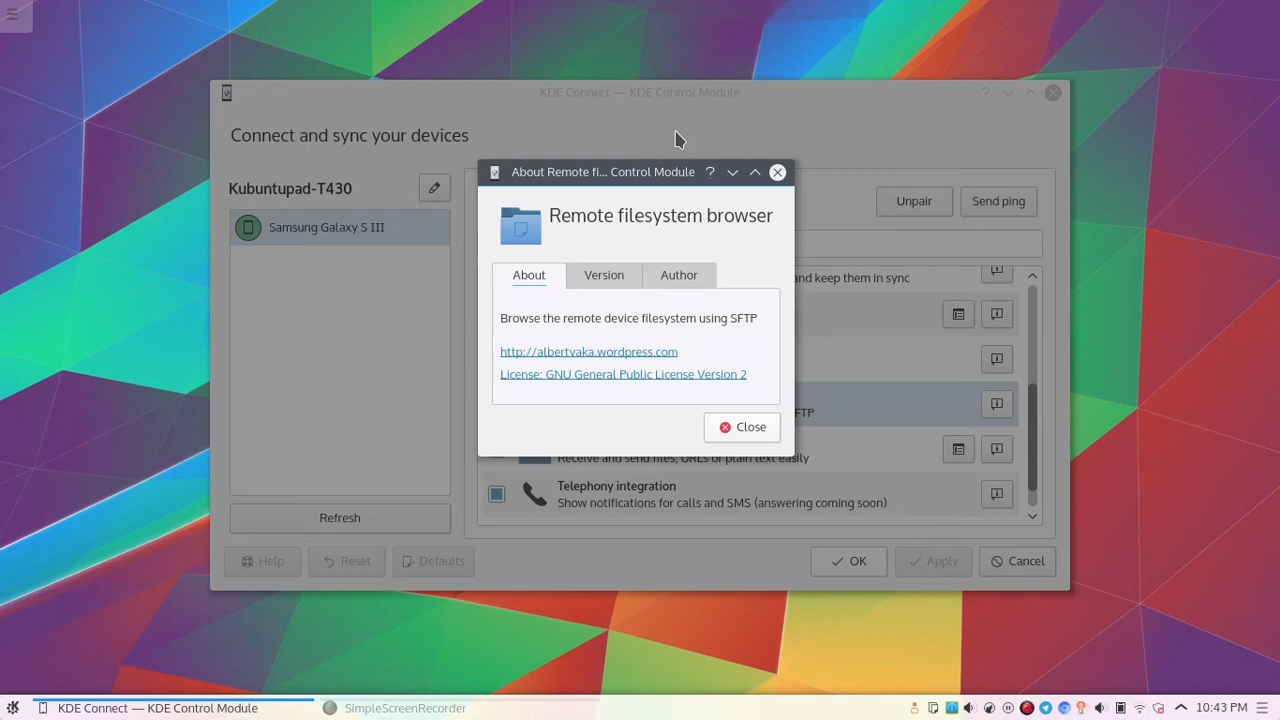 KDE Connect — KDE Control Module
Connect and sync your devices
Kubuntupad-T430
Samsung Galaxy S III
Refresh
Unpair
Send ping
About Remote fi... Control Module
Remote filesystem browser
About
Version
Author
Browse the remote device filesystem using SFTP
http://albertvaka.wordpress.com
License: GNU General Public License Version 2
Close
and keep them in sync
FTP
Receive and send files, URLs or plain text easily
Telephony integration
Show notifications for calls and SMS (answering coming soon)
Help
Reset
Defaults
OK
Apply
Cancel
KDE Connect — KDE Control Module
SimpleScreenRecorder
10:43 PM